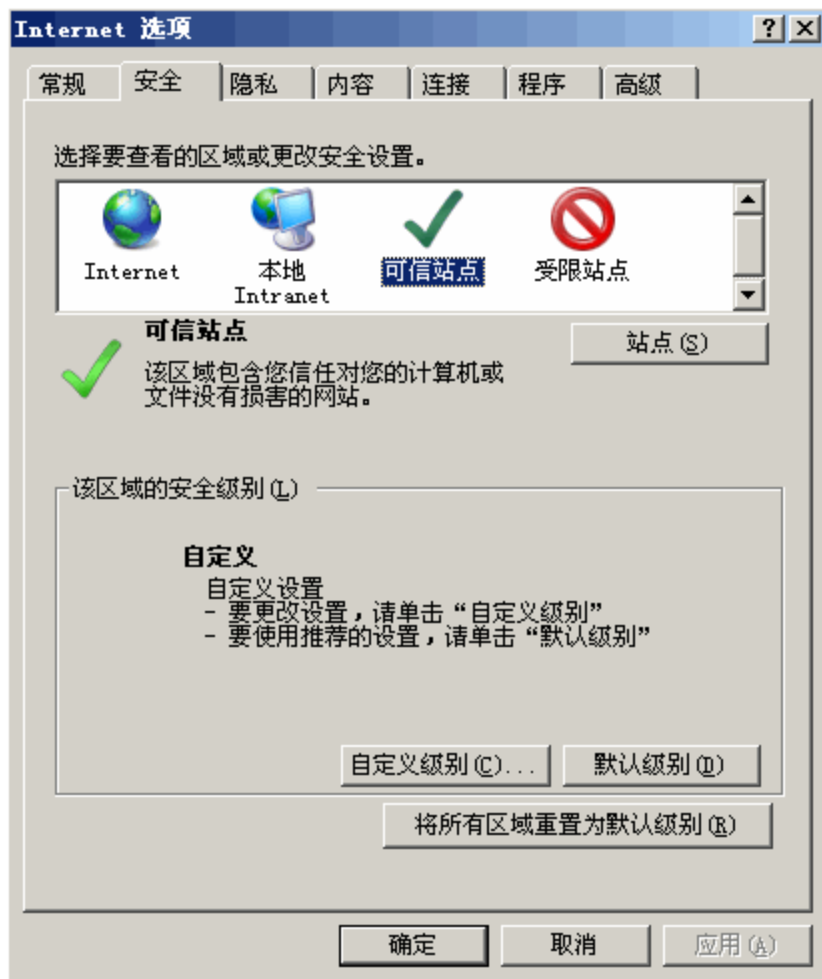 Internet 选项
常规 安全 隐私 内容 连接 程序 高级
选择要查看的区域或更改安全设置。
Internet 本地 可信站点 受限站点
Intranet
可信站点
站点(S)
该区域包含您信任对您的计算机或
文件没有损害的网站。
该区域的安全级别(L)
自定义
自定义设置
- 要更改设置，请单击“自定义级别”
- 要使用推荐的设置，请单击“默认级别”
自定义级别(C)... 默认级别(D)
将所有区域重置为默认级别(R)
确定 取消 应用(A)